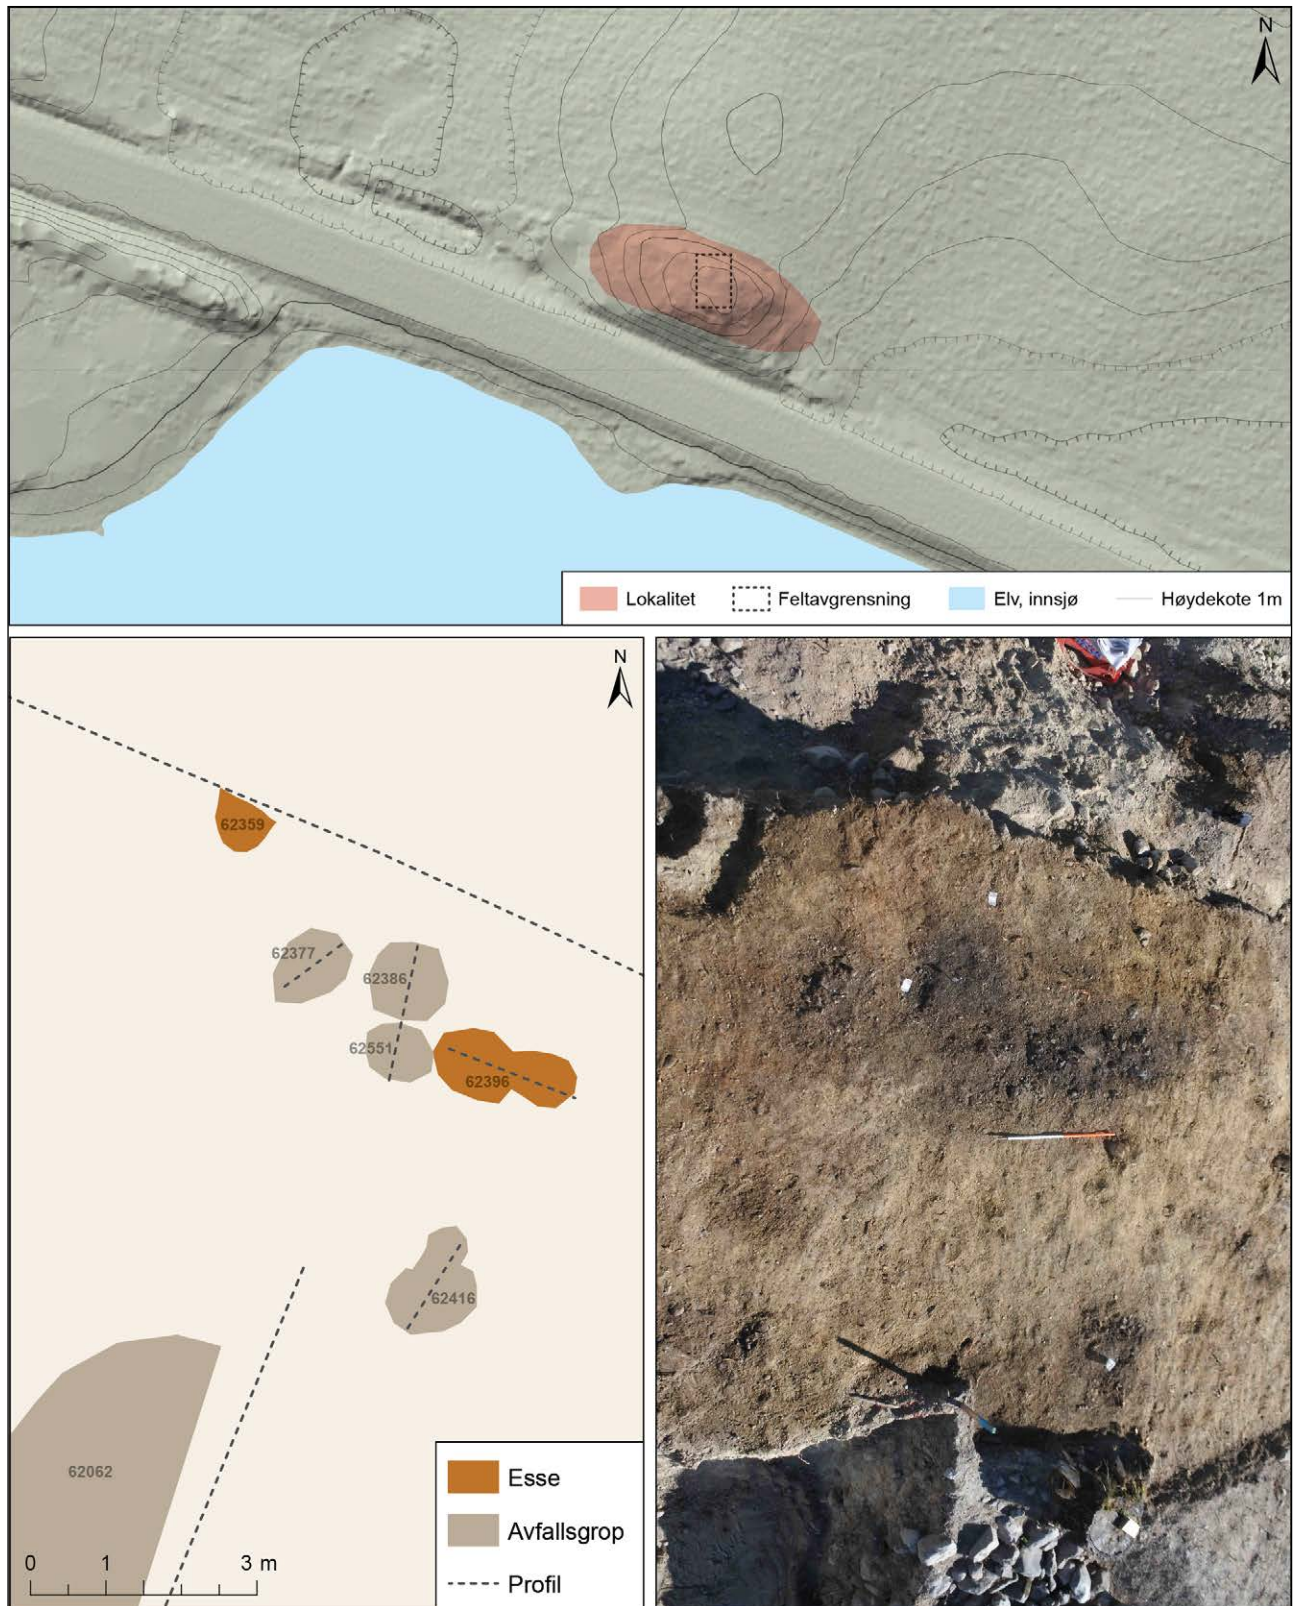 N
Lokalitet
Feltavgrensning
Elv, innsjø
Høydekote 1m
N
62359
62377
62386
62551
62396
62416
62062
Esse
Avfallsgrop
Profil
0 1 3 m